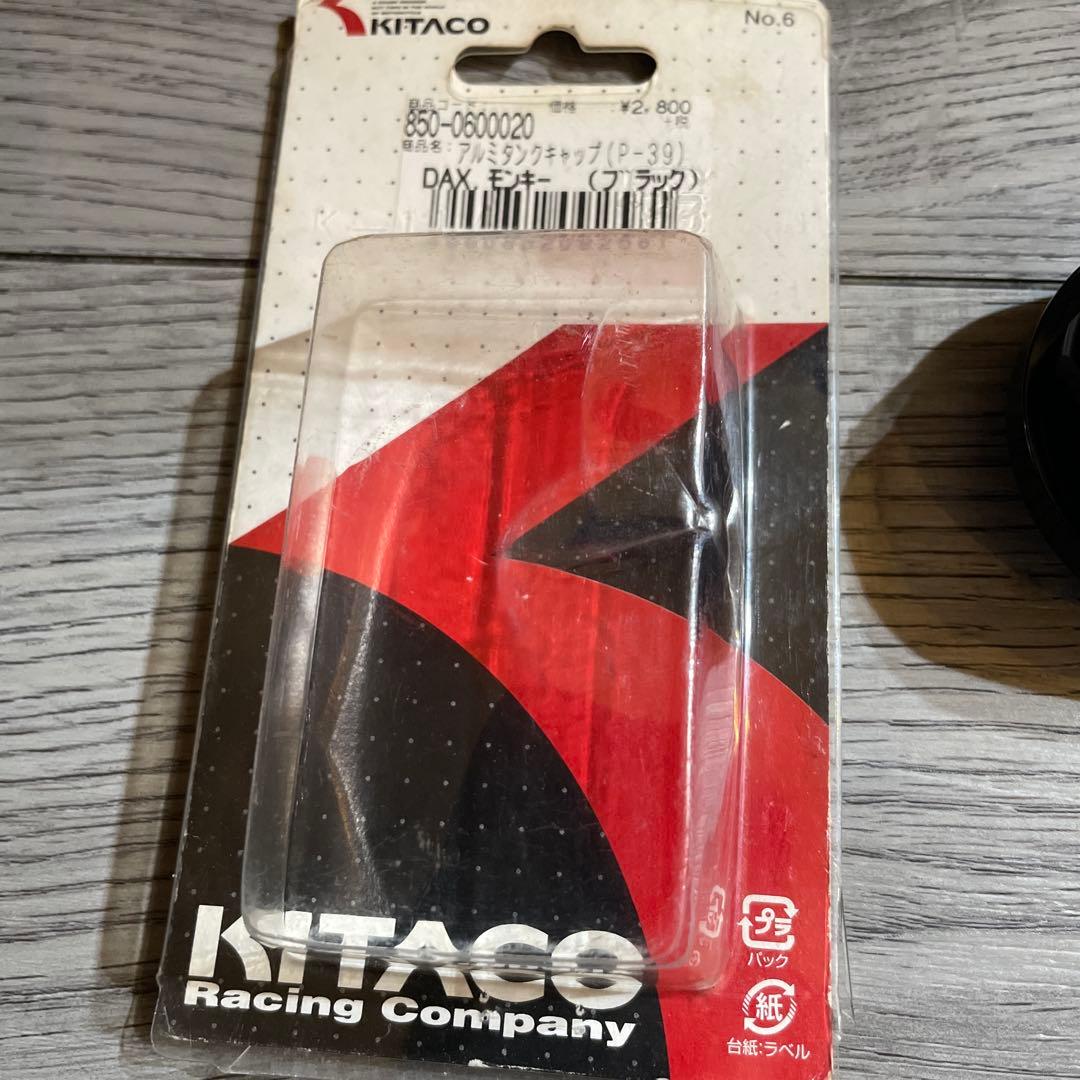 KITACO
No.6
商品コード
価格 :¥2,800
850-0600020
+税
商品名: アルミタンクキャップ(P-39)
DAX、モンキー (ブラック)
KITACO
Racing Company
プラ
パック
紙
台紙:ラベル